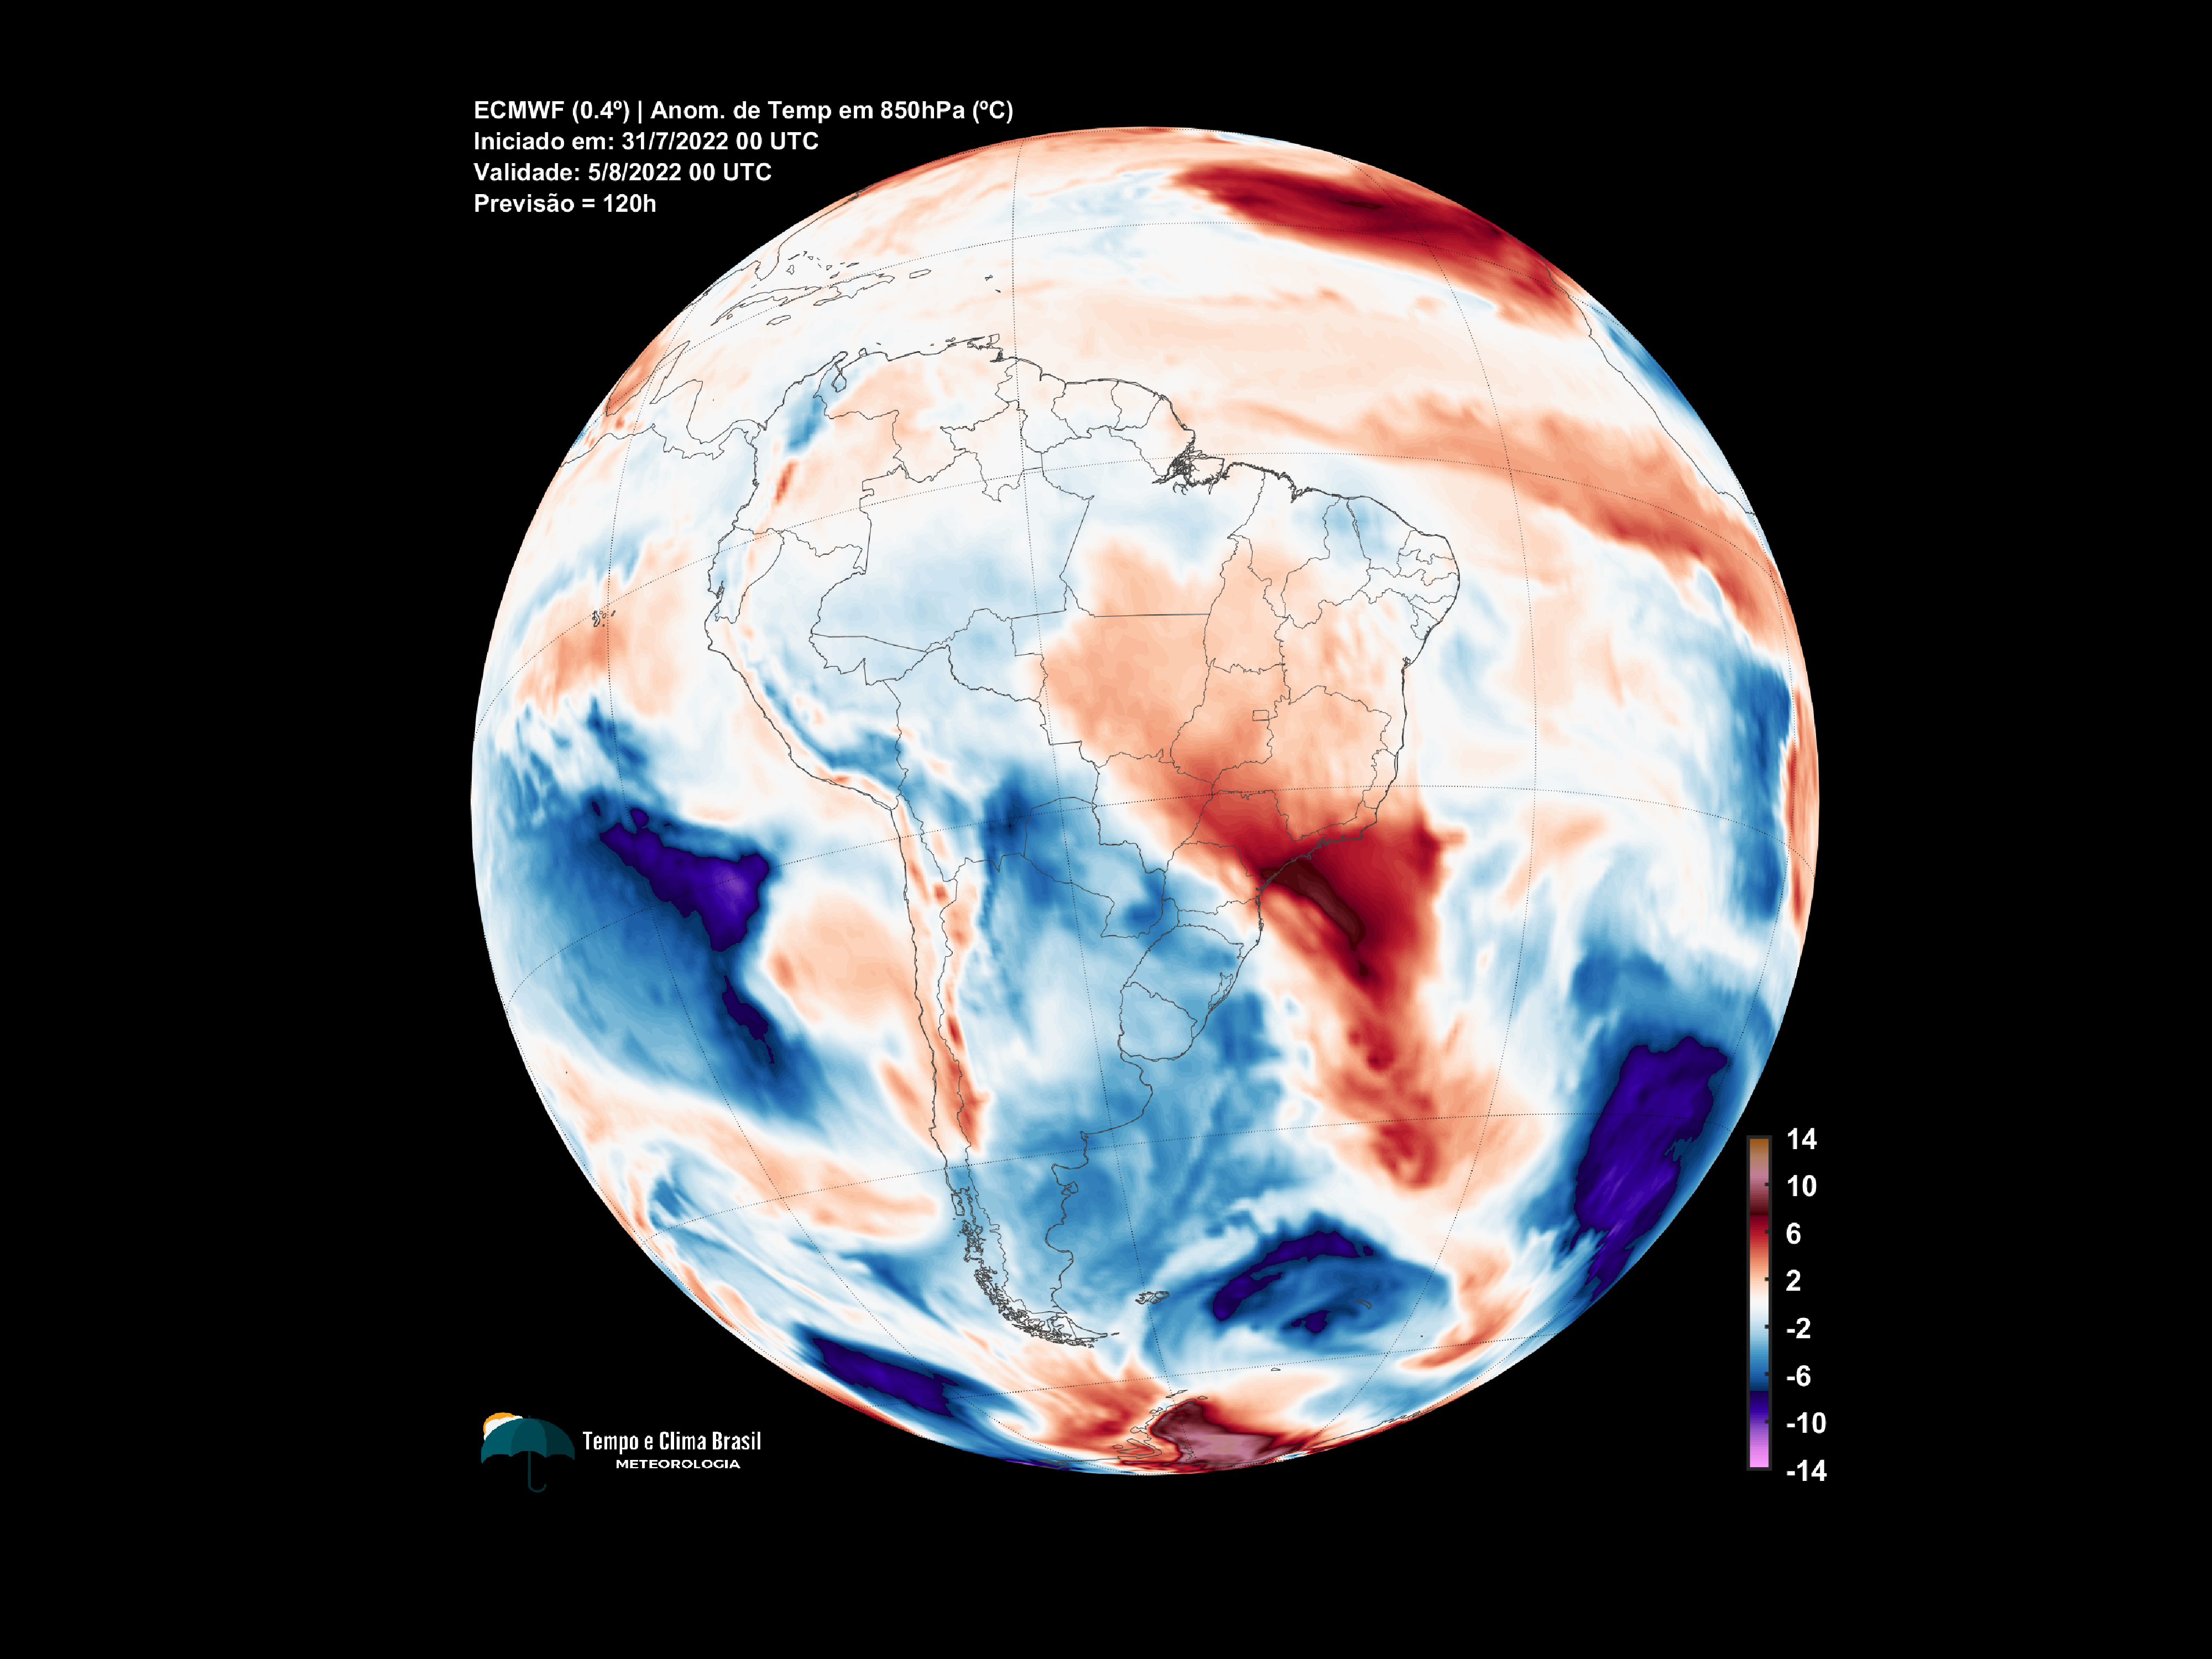 ECMWF (0.4º) | Anom. de Temp em 850hPa (ºC)
Iniciado em: 31/7/2022 00 UTC
Validade: 5/8/2022 00 UTC
Previsão = 120h
14
10
6
2
-2
-6
-10
-14
Tempo e Clima Brasil
METEOROLOGIA